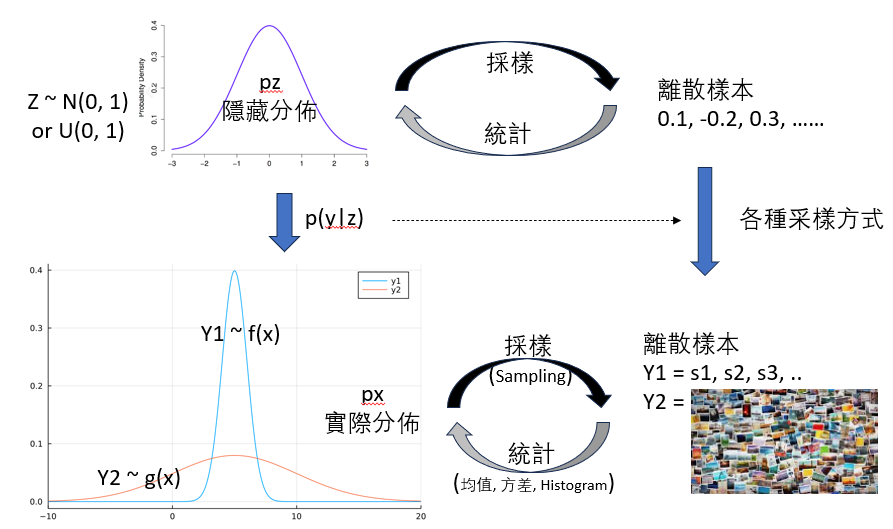 0.4
0.3
0.2
0.1
0.0
Probability Density
-3
-2
-1
0
1
2
3
pz
隱藏分佈
Z ~ N(0, 1)
or U(0, 1)
採樣
統計
離散樣本
0.1, -0.2, 0.3, ……
p(y|z)
各種采樣方式
0.4
0.3
0.2
0.1
0.0
-10
0
10
20
y1
y2
Y1 ~ f(x)
px
實際分佈
Y2 ~ g(x)
採樣
(Sampling)
統計
(均值, 方差, Histogram)
離散樣本
Y1 = s1, s2, s3, ..
Y2 =